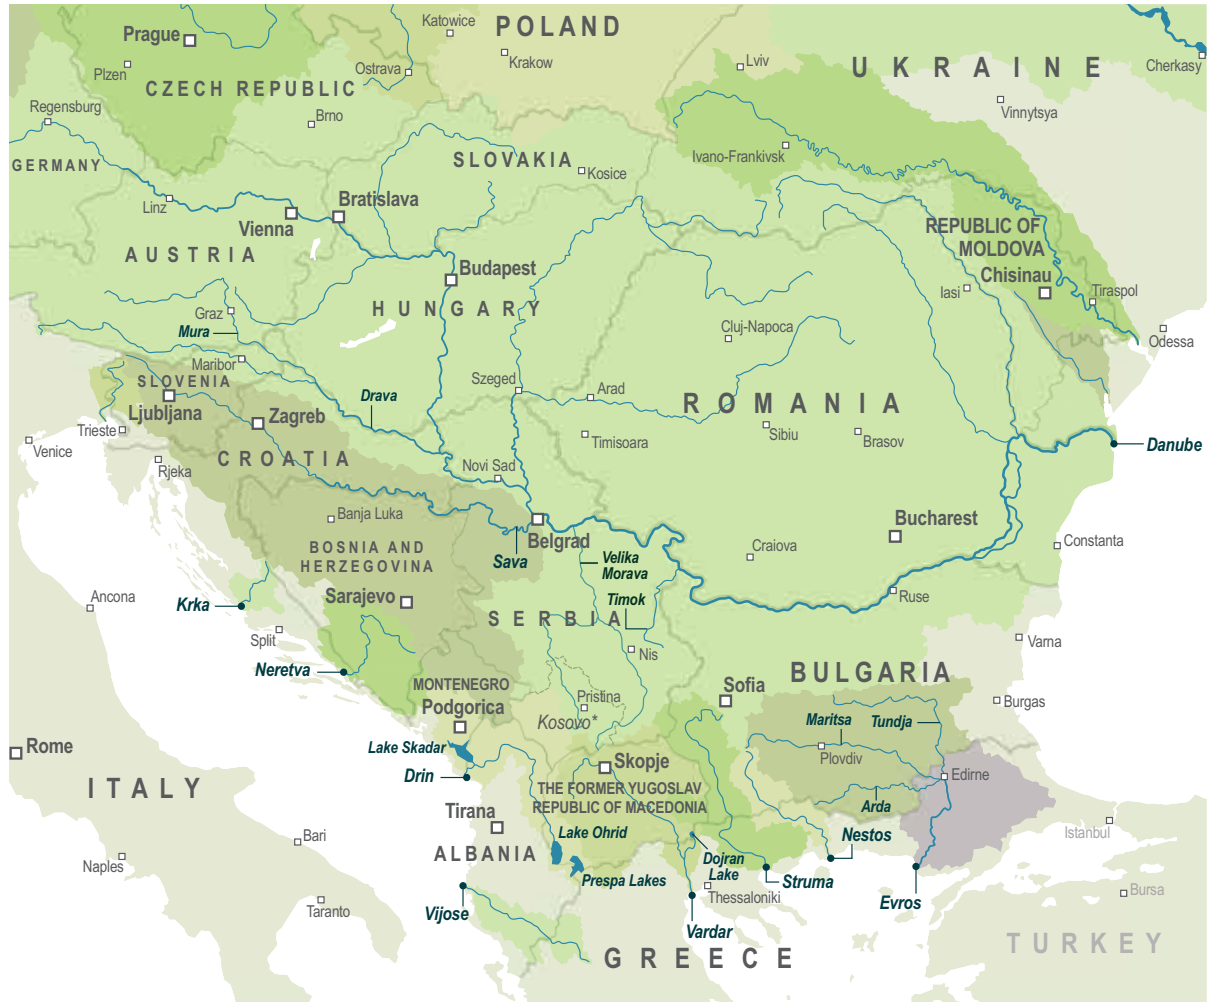 Katowice
POLAND
Prague
Krakow
Lviv
UKRAINE
Cherkasy
Plzen
Ostrava
CZECH REPUBLIC
Regensburg
Brno
Vinnytsya
GERMANY
SLOVAKIA
Kosice
Ivano-Frankivsk
Linz
Bratislava
Vienna
REPUBLIC OF
MOLDOVA
AUSTRIA
Budapest
Chisinau
Iasi
Tiraspol
HUNGARY
Graz
Mura
Cluj-Napoca
Odessa
Maribor
SLOVENIA
Szeged
Arad
Drava
ROMANIA
Ljubljana
Zagreb
Trieste
Venice
Timisoara
Sibiu
Brasov
Danube
CROATIA
Rjeka
Novi Sad
Banja Luka
Bucharest
Belgrad
Constanta
BOSNIA AND
HERZEGOVINA
Sava
Velika
Morava
Craiova
Ancona
Krka
Sarajevo
Timok
Ruse
SERBIA
Split
Varna
Nis
Neretva
BULGARIA
MONTENEGRO
Sofia
Podgorica
Pristina
Kosovo*
Burgas
Maritsa
Tundja
Rome
Lake Skadar
Plovdiv
Skopje
Drin
Edirne
ITALY
THE FORMER YUGOSLAV
REPUBLIC OF MACEDONIA
Arda
Tirana
Lake Ohrid
Istanbul
Bari
Nestos
ALBANIA
Dojran
Lake
Naples
Prespa Lakes
Struma
Bursa
Thessaloniki
Taranto
Vijose
Evros
Vardar
GREECE
TURKEY